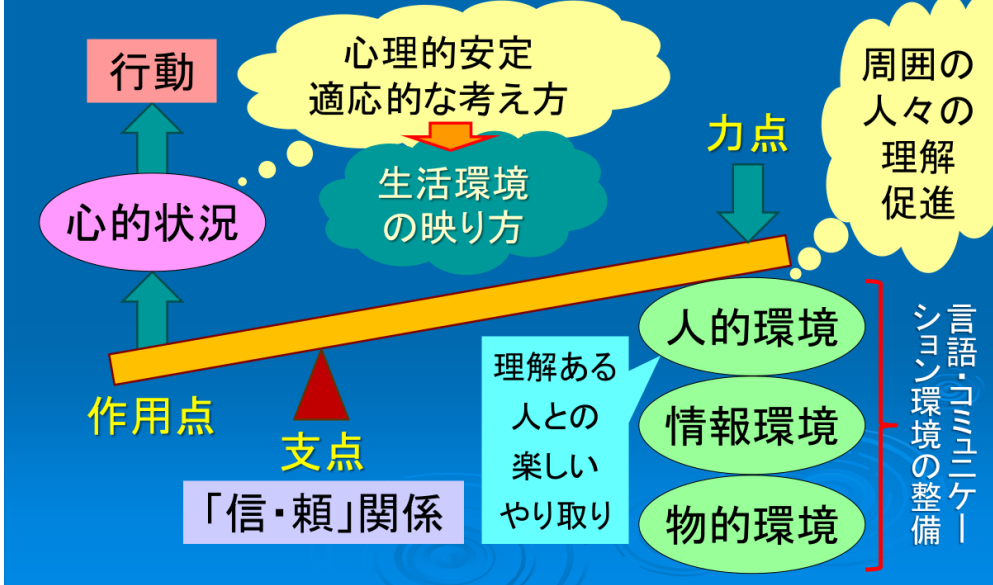 行動
心理的安定
適応的な考え方
周囲の
人々の
理解
促進
力点
生活環境
の映り方
心的状況
人的環境
理解ある
人との
楽しい
やり取り
情報環境
物的環境
言語・コミュニケー
ション環境の整備
作用点
支点
「信・頼」関係